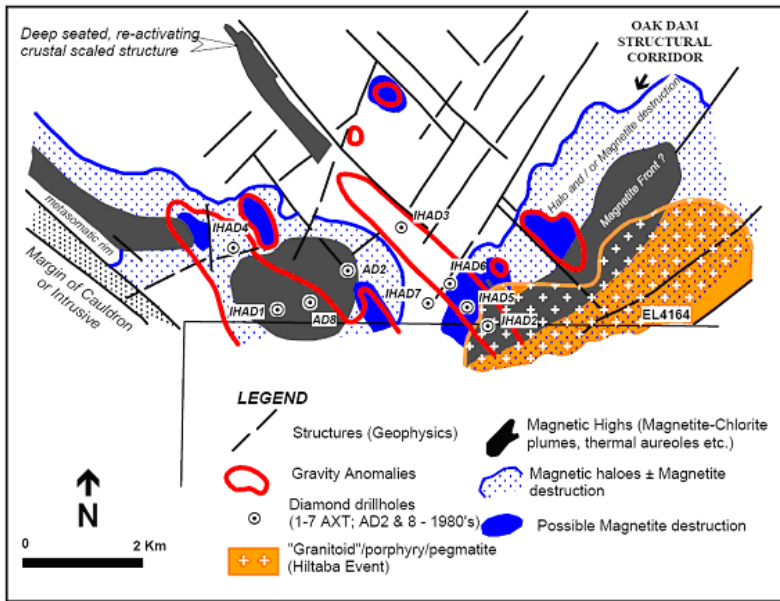 Deep seated, re-activating
crustal scaled structure
OAK DAM
STRUCTURAL
CORRIDOR
Halo and / or Magnetite destruction
Magnetite Front ?
metasomatic rim
Margin of Cauldron
or Intrusive
IHAD4
IHAD3
AD2
IHAD6
IHAD7
IHAD5
IHAD1
AD8
IHAD2
EL4164
LEGEND
Structures (Geophysics)
Gravity Anomalies
Diamond drillholes
(1-7 AXT; AD2 & 8 - 1980's)
"Granitoid"/porphyry/pegmatite
(Hiltaba Event)
Magnetic Highs (Magnetite-Chlorite
plumes, thermal aureoles etc.)
Magnetic haloes ± Magnetite
destruction
Possible Magnetite destruction
N
0 2 Km